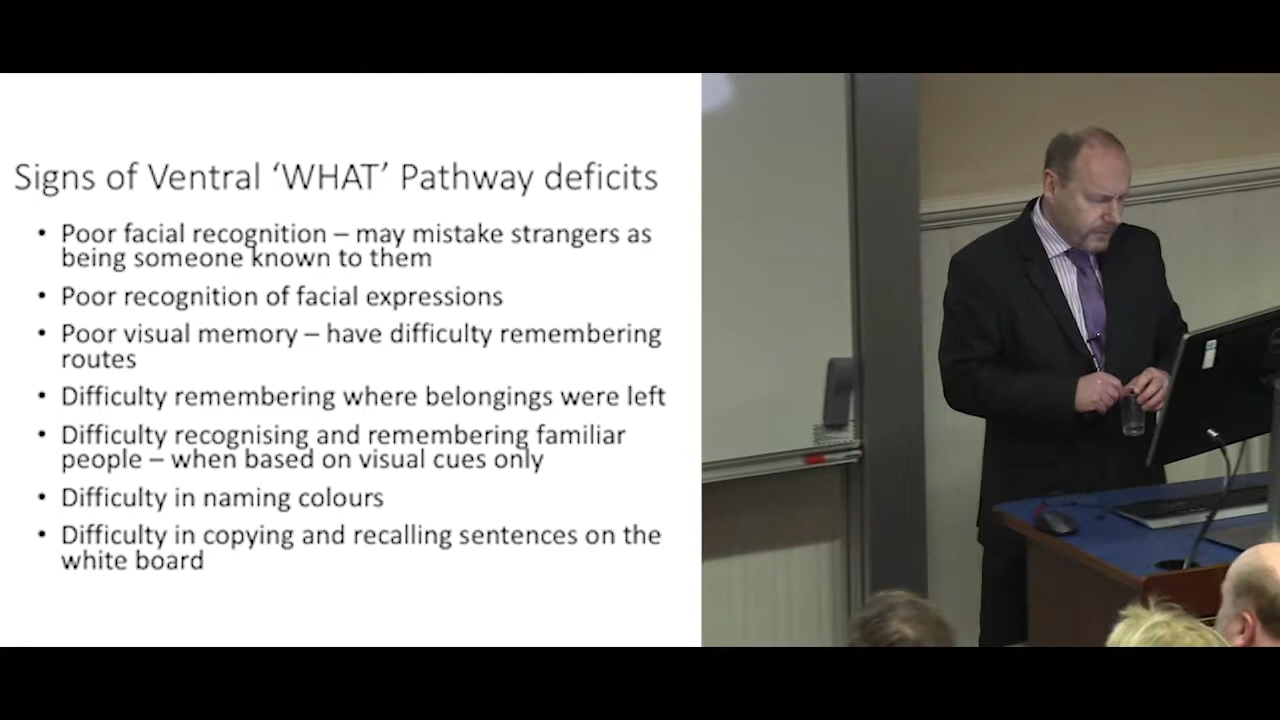 Signs of Ventral ‘WHAT’ Pathway deficits
• Poor facial recognition – may mistake strangers as
being someone known to them
• Poor recognition of facial expressions
• Poor visual memory – have difficulty remembering
routes
• Difficulty remembering where belongings were left
• Difficulty recognising and remembering familiar
people – when based on visual cues only
• Difficulty in naming colours
• Difficulty in copying and recalling sentences on the
white board